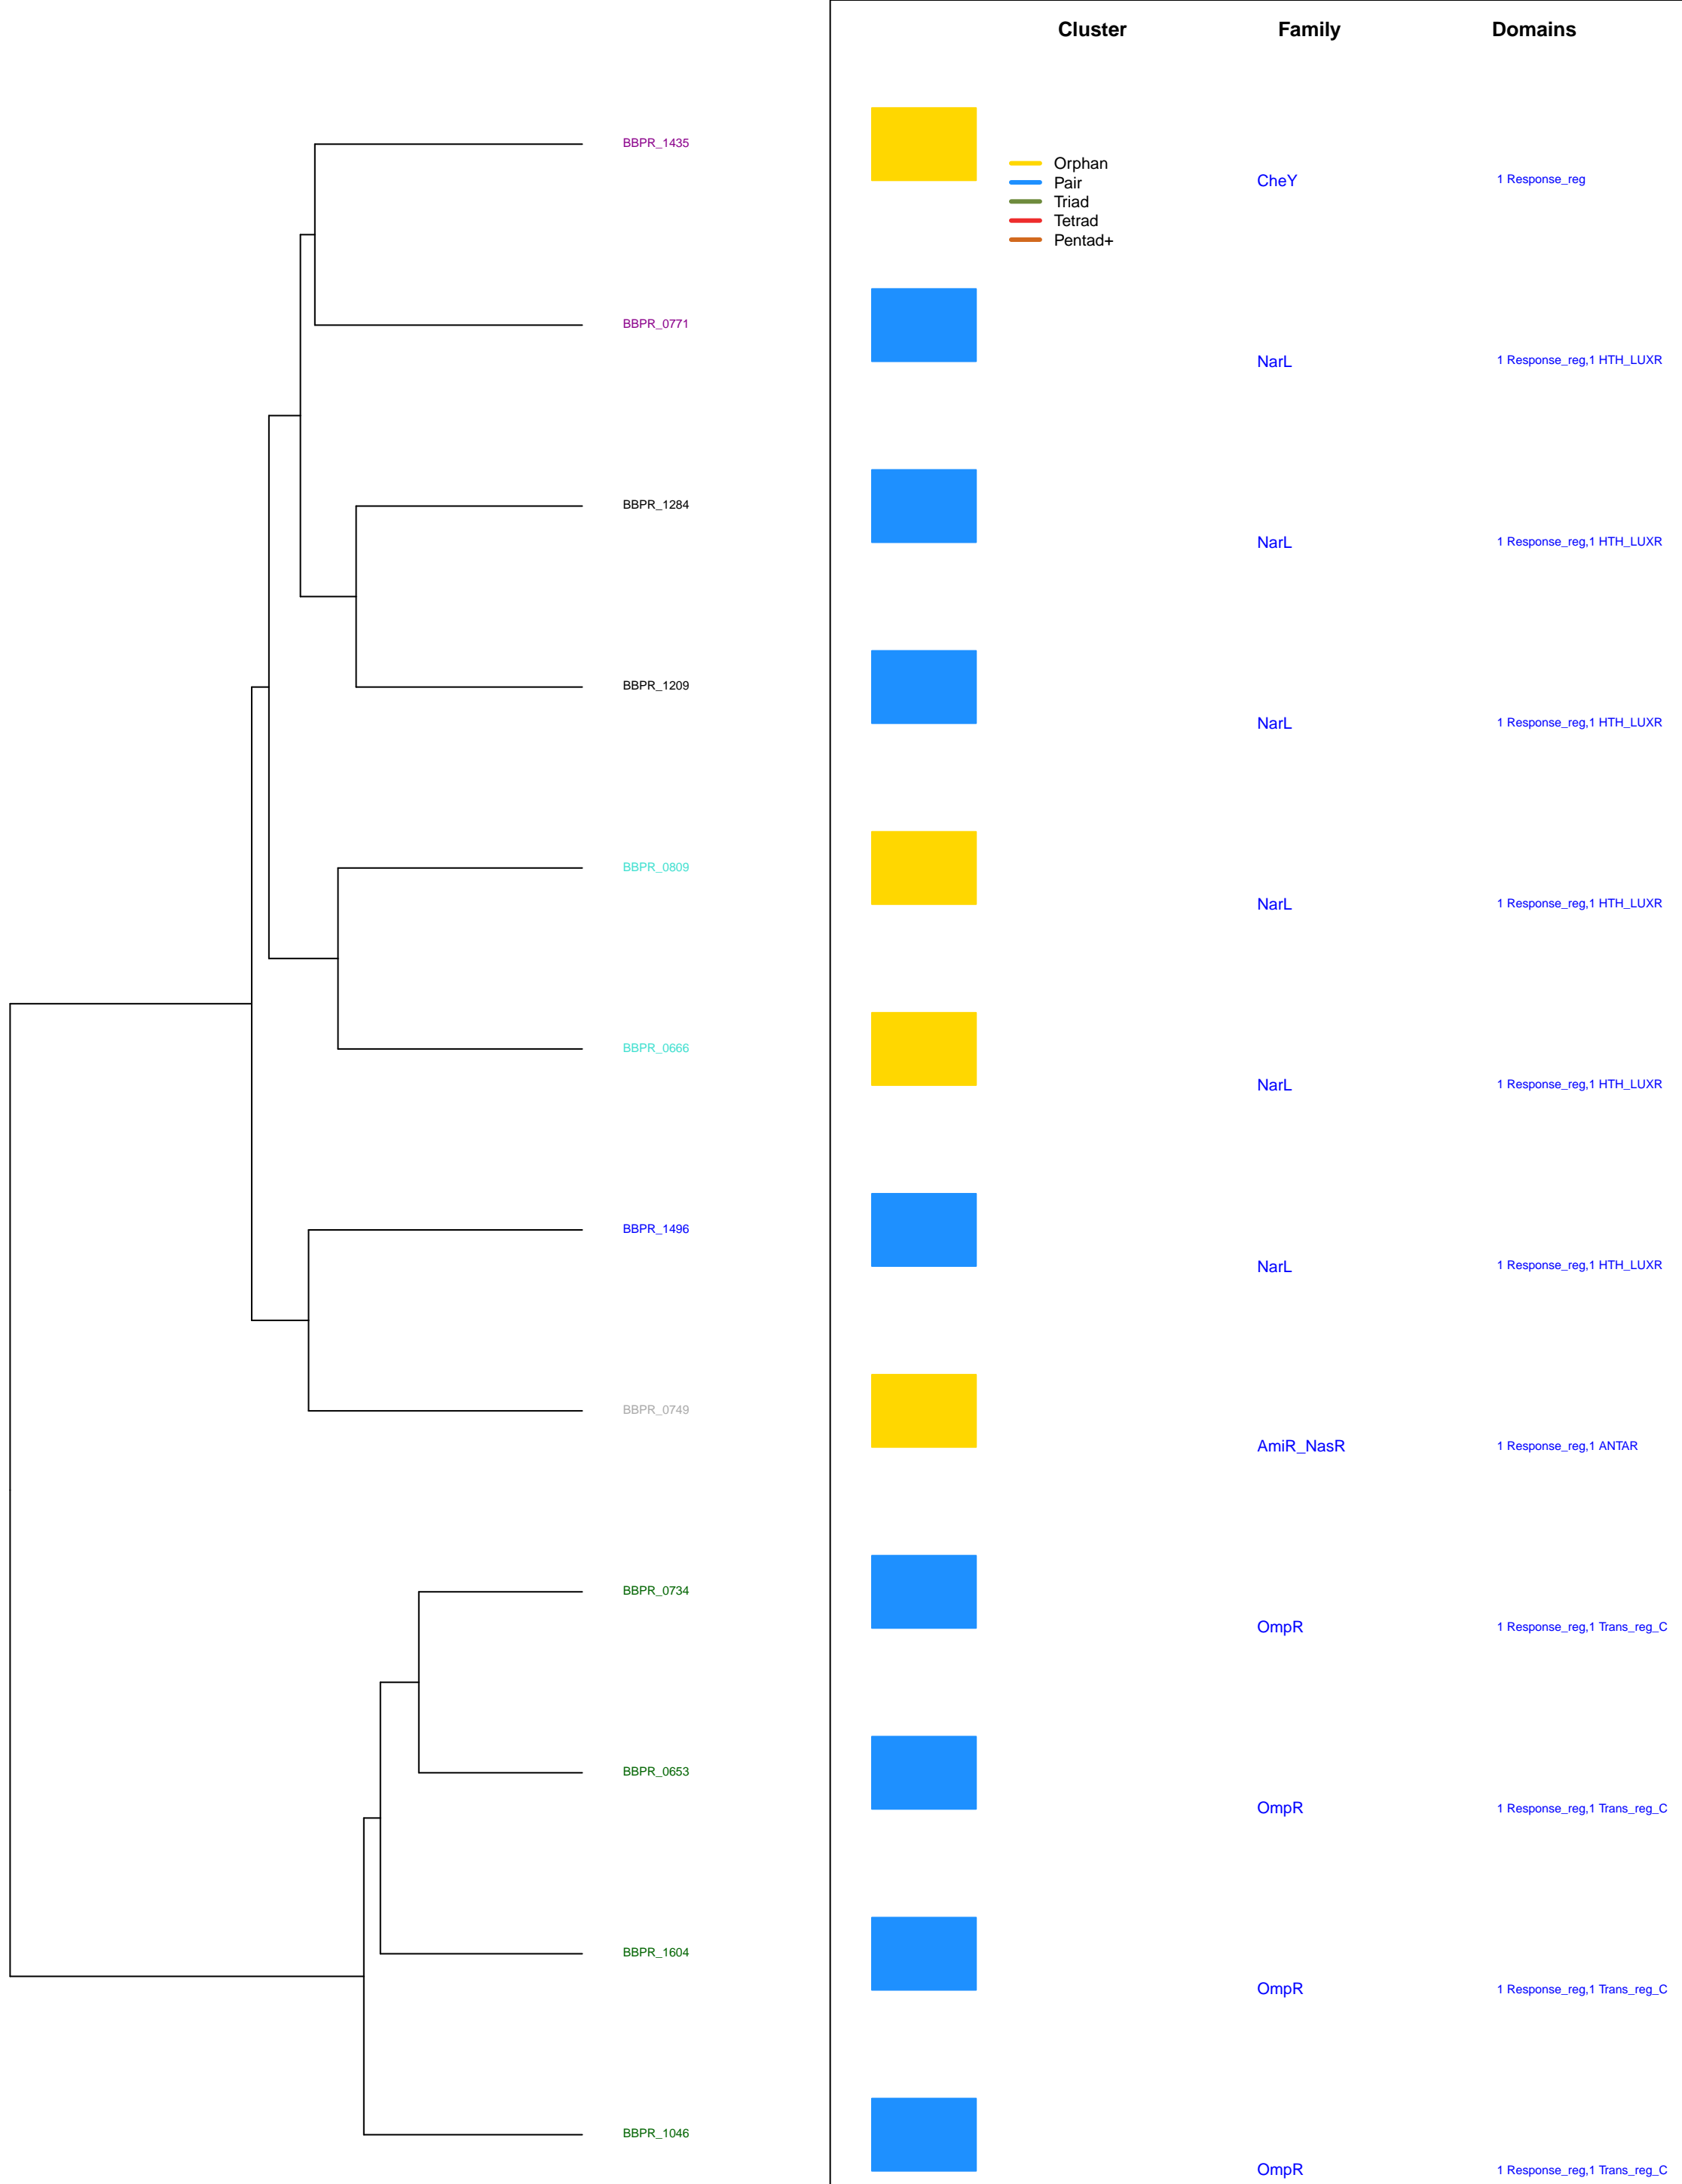 Cluster Family Domains
BBPR_1435
Orphan
Pair
Triad
Tetrad
Pentad+
CheY 1 Response_reg
BBPR_0771
NarL 1 Response_reg,1 HTH_LUXR
BBPR_1284
NarL 1 Response_reg,1 HTH_LUXR
BBPR_1209
NarL 1 Response_reg,1 HTH_LUXR
BBPR_0809
NarL 1 Response_reg,1 HTH_LUXR
BBPR_0666
NarL 1 Response_reg,1 HTH_LUXR
BBPR_1496
NarL 1 Response_reg,1 HTH_LUXR
BBPR_0749
AmiR_NasR 1 Response_reg,1 ANTAR
BBPR_0734
OmpR 1 Response_reg,1 Trans_reg_C
BBPR_0653
OmpR 1 Response_reg,1 Trans_reg_C
BBPR_1604
OmpR 1 Response_reg,1 Trans_reg_C
BBPR_1046
OmpR 1 Response_reg,1 Trans_reg_C